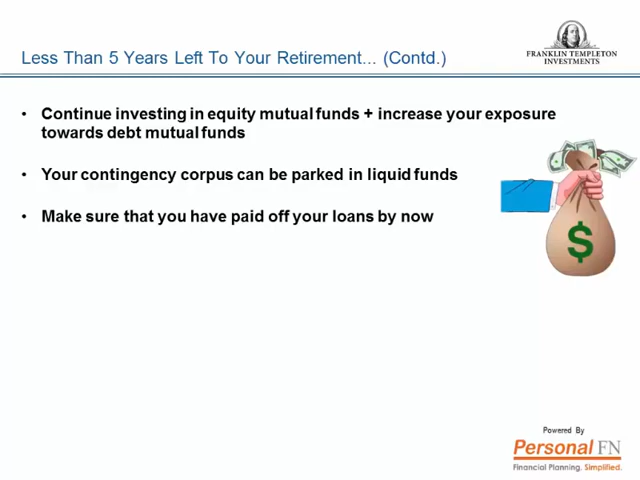 FRANKLIN TEMPLETON
INVESTMENTS
Less Than 5 Years Left To Your Retirement... (Contd.)
• Continue investing in equity mutual funds + increase your exposure
towards debt mutual funds
• Your contingency corpus can be parked in liquid funds
• Make sure that you have paid off your loans by now
$
Powered By
Personal FN
Financial Planning. Simplified.